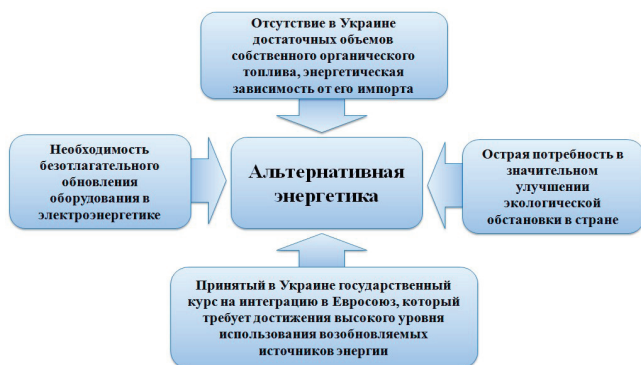 Отсутствие в Украине
достаточных объемов
собственного органического
топлива, энергетическая
зависимость от его импорта
Необходимость
безотлагательного
обновления
оборудования в
электроэнергетике
Альтернативная
энергетика
Острая потребность в
значительном
улучшении
экологической
обстановки в стране
Принятый в Украине государственный
курс на интеграцию в Евросоюз, который
требует достижения высокого уровня
использования возобновляемых
источников энергии